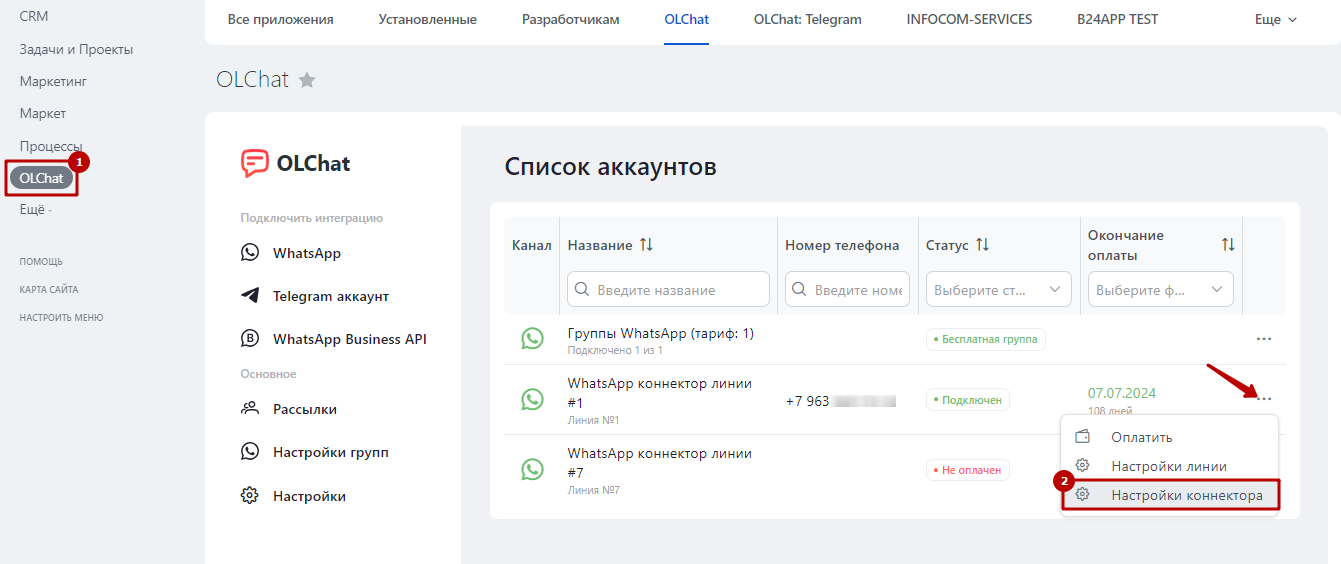 CRM
Задачи и Проекты
Маркетинг
Маркет
Процессы
1
OLChat
Ещё -
ПОМОЩЬ
КАРТА САЙТА
НАСТРОИТЬ МЕНЮ
Все приложения Установленные Разработчикам OLChat OLChat: Telegram INFOCOM-SERVICES B24APP TEST Еще
OLChat
OLChat
Подключить интеграцию
WhatsApp
Telegram аккаунт
WhatsApp Business API
Основное
Рассылки
Настройки групп
Настройки
Список аккаунтов
Канал Название Номер телефона Статус Окончание
оплаты
Введите название Введите номе Выберите ст... Выберите ф...
Группы WhatsApp (тариф: 1) Бесплатная группа ...
Подключено 1 из 1
WhatsApp коннектор линии
#1
Линия №1
+7 963
Подключен
07.07.2024
108 дней
...
WhatsApp коннектор линии
#7
Линия №7
Не оплачен
Оплатить
Настройки линии
2
Настройки коннектора